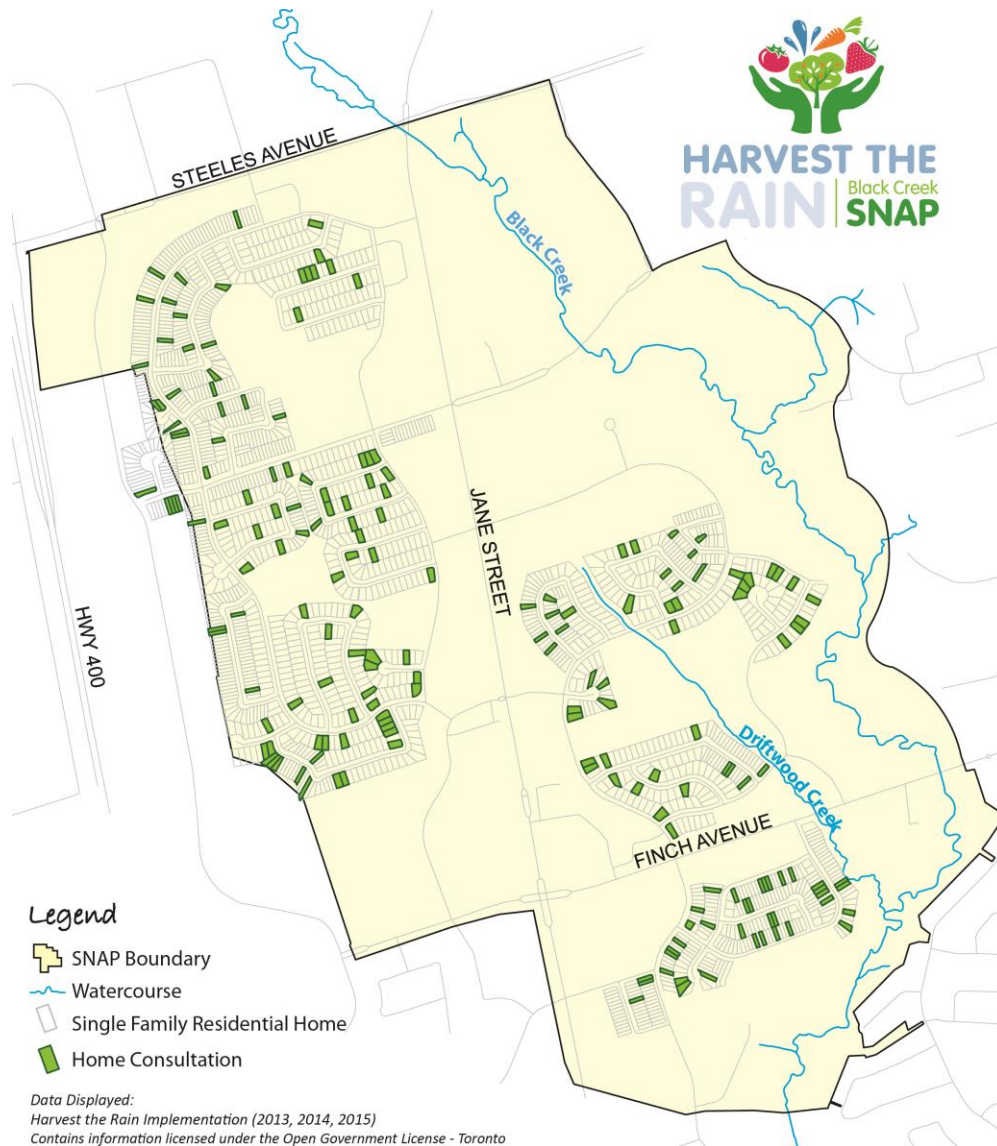 HARVEST THE
RAIN
Black Creek
SNAP
STEELES AVENUE
Black Creek
JANE STREET
HWY 400
Driftwood Creek
FINCH AVENUE
Legend
SNAP Boundary
Watercourse
Single Family Residential Home
Home Consultation
Data Displayed:
Harvest the Rain Implementation (2013, 2014, 2015)
Contains information licensed under the Open Government License - Toronto